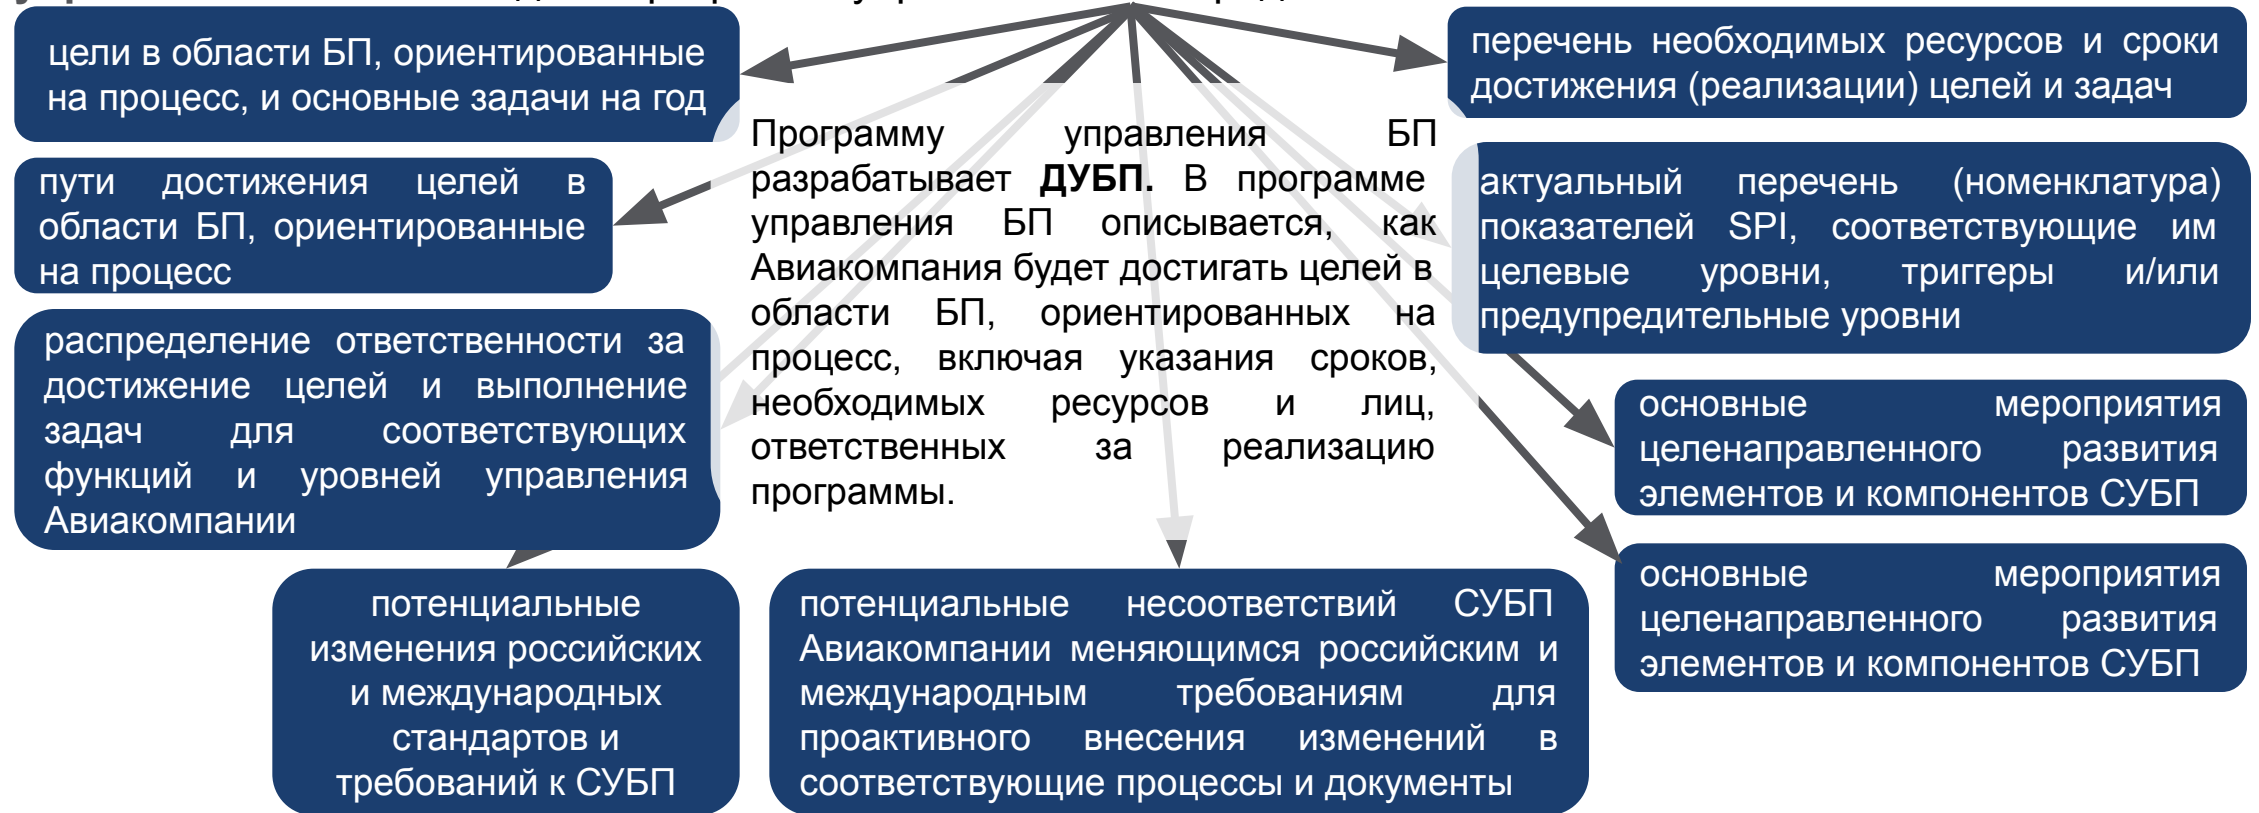 цели в области БП, ориентированные
на процесс, и основные задачи на год
пути достижения целей в
области БП, ориентированные
на процесс
распределение ответственности за
достижение целей и выполнение
задач для соответствующих
функций и уровней управления
Авиакомпании
потенциальные
изменения российских
и международных
стандартов и
требований к СУБП
Программу управления БП
разрабатывает ДУБП. В программе
управления БП описывается, как
Авиакомпания будет достигать целей в
области БП, ориентированных на
процесс, включая указания сроков,
необходимых ресурсов и лиц,
ответственных за реализацию
программы.
потенциальные несоответствий СУБП
Авиакомпании меняющимся российским и
международным требованиям для
проактивного внесения изменений в
соответствующие процессы и документы
перечень необходимых ресурсов и сроки
достижения (реализации) целей и задач
актуальный перечень (номенклатура)
показателей SPI, соответствующие им
целевые уровни, триггеры и/или
предупредительные уровни
основные мероприятия
целенаправленного развития
элементов и компонентов СУБП
основные мероприятия
целенаправленного развития
элементов и компонентов СУБП